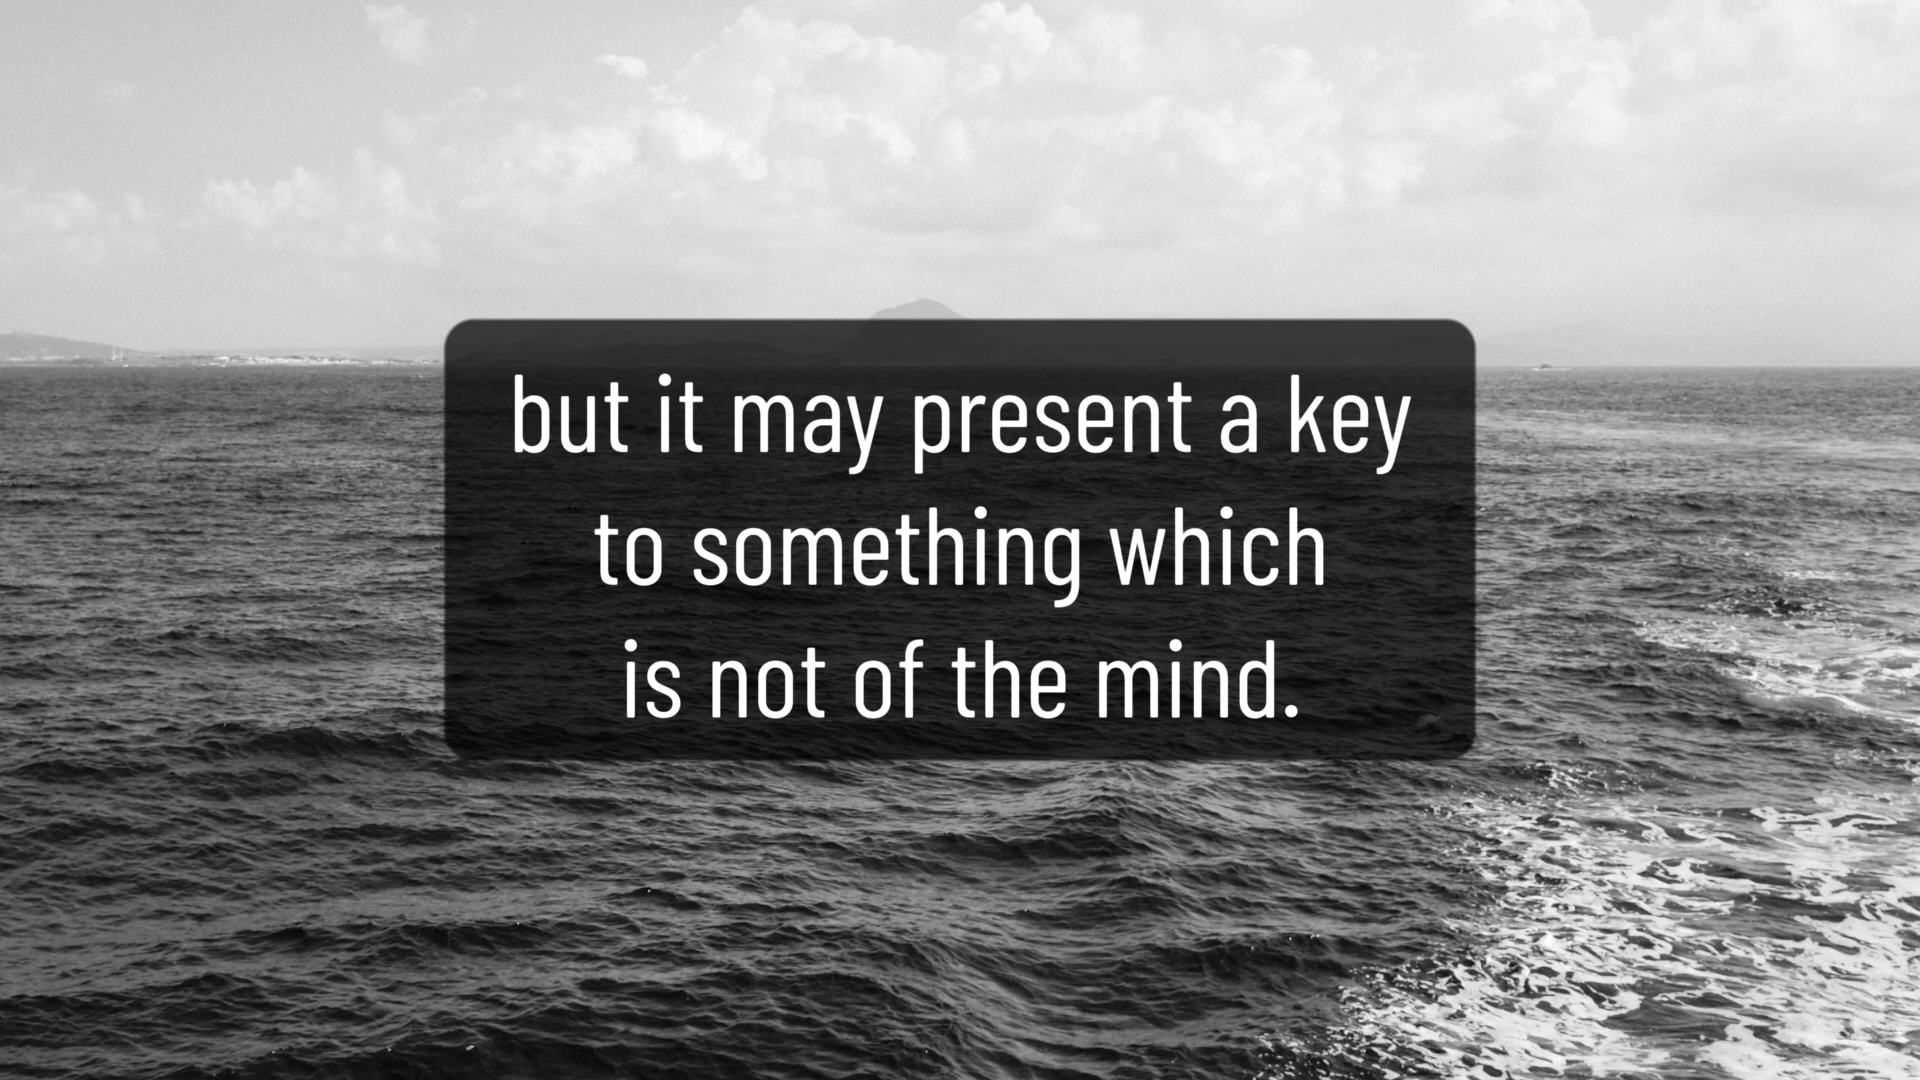 but it may present a key
to something which
is not of the mind.